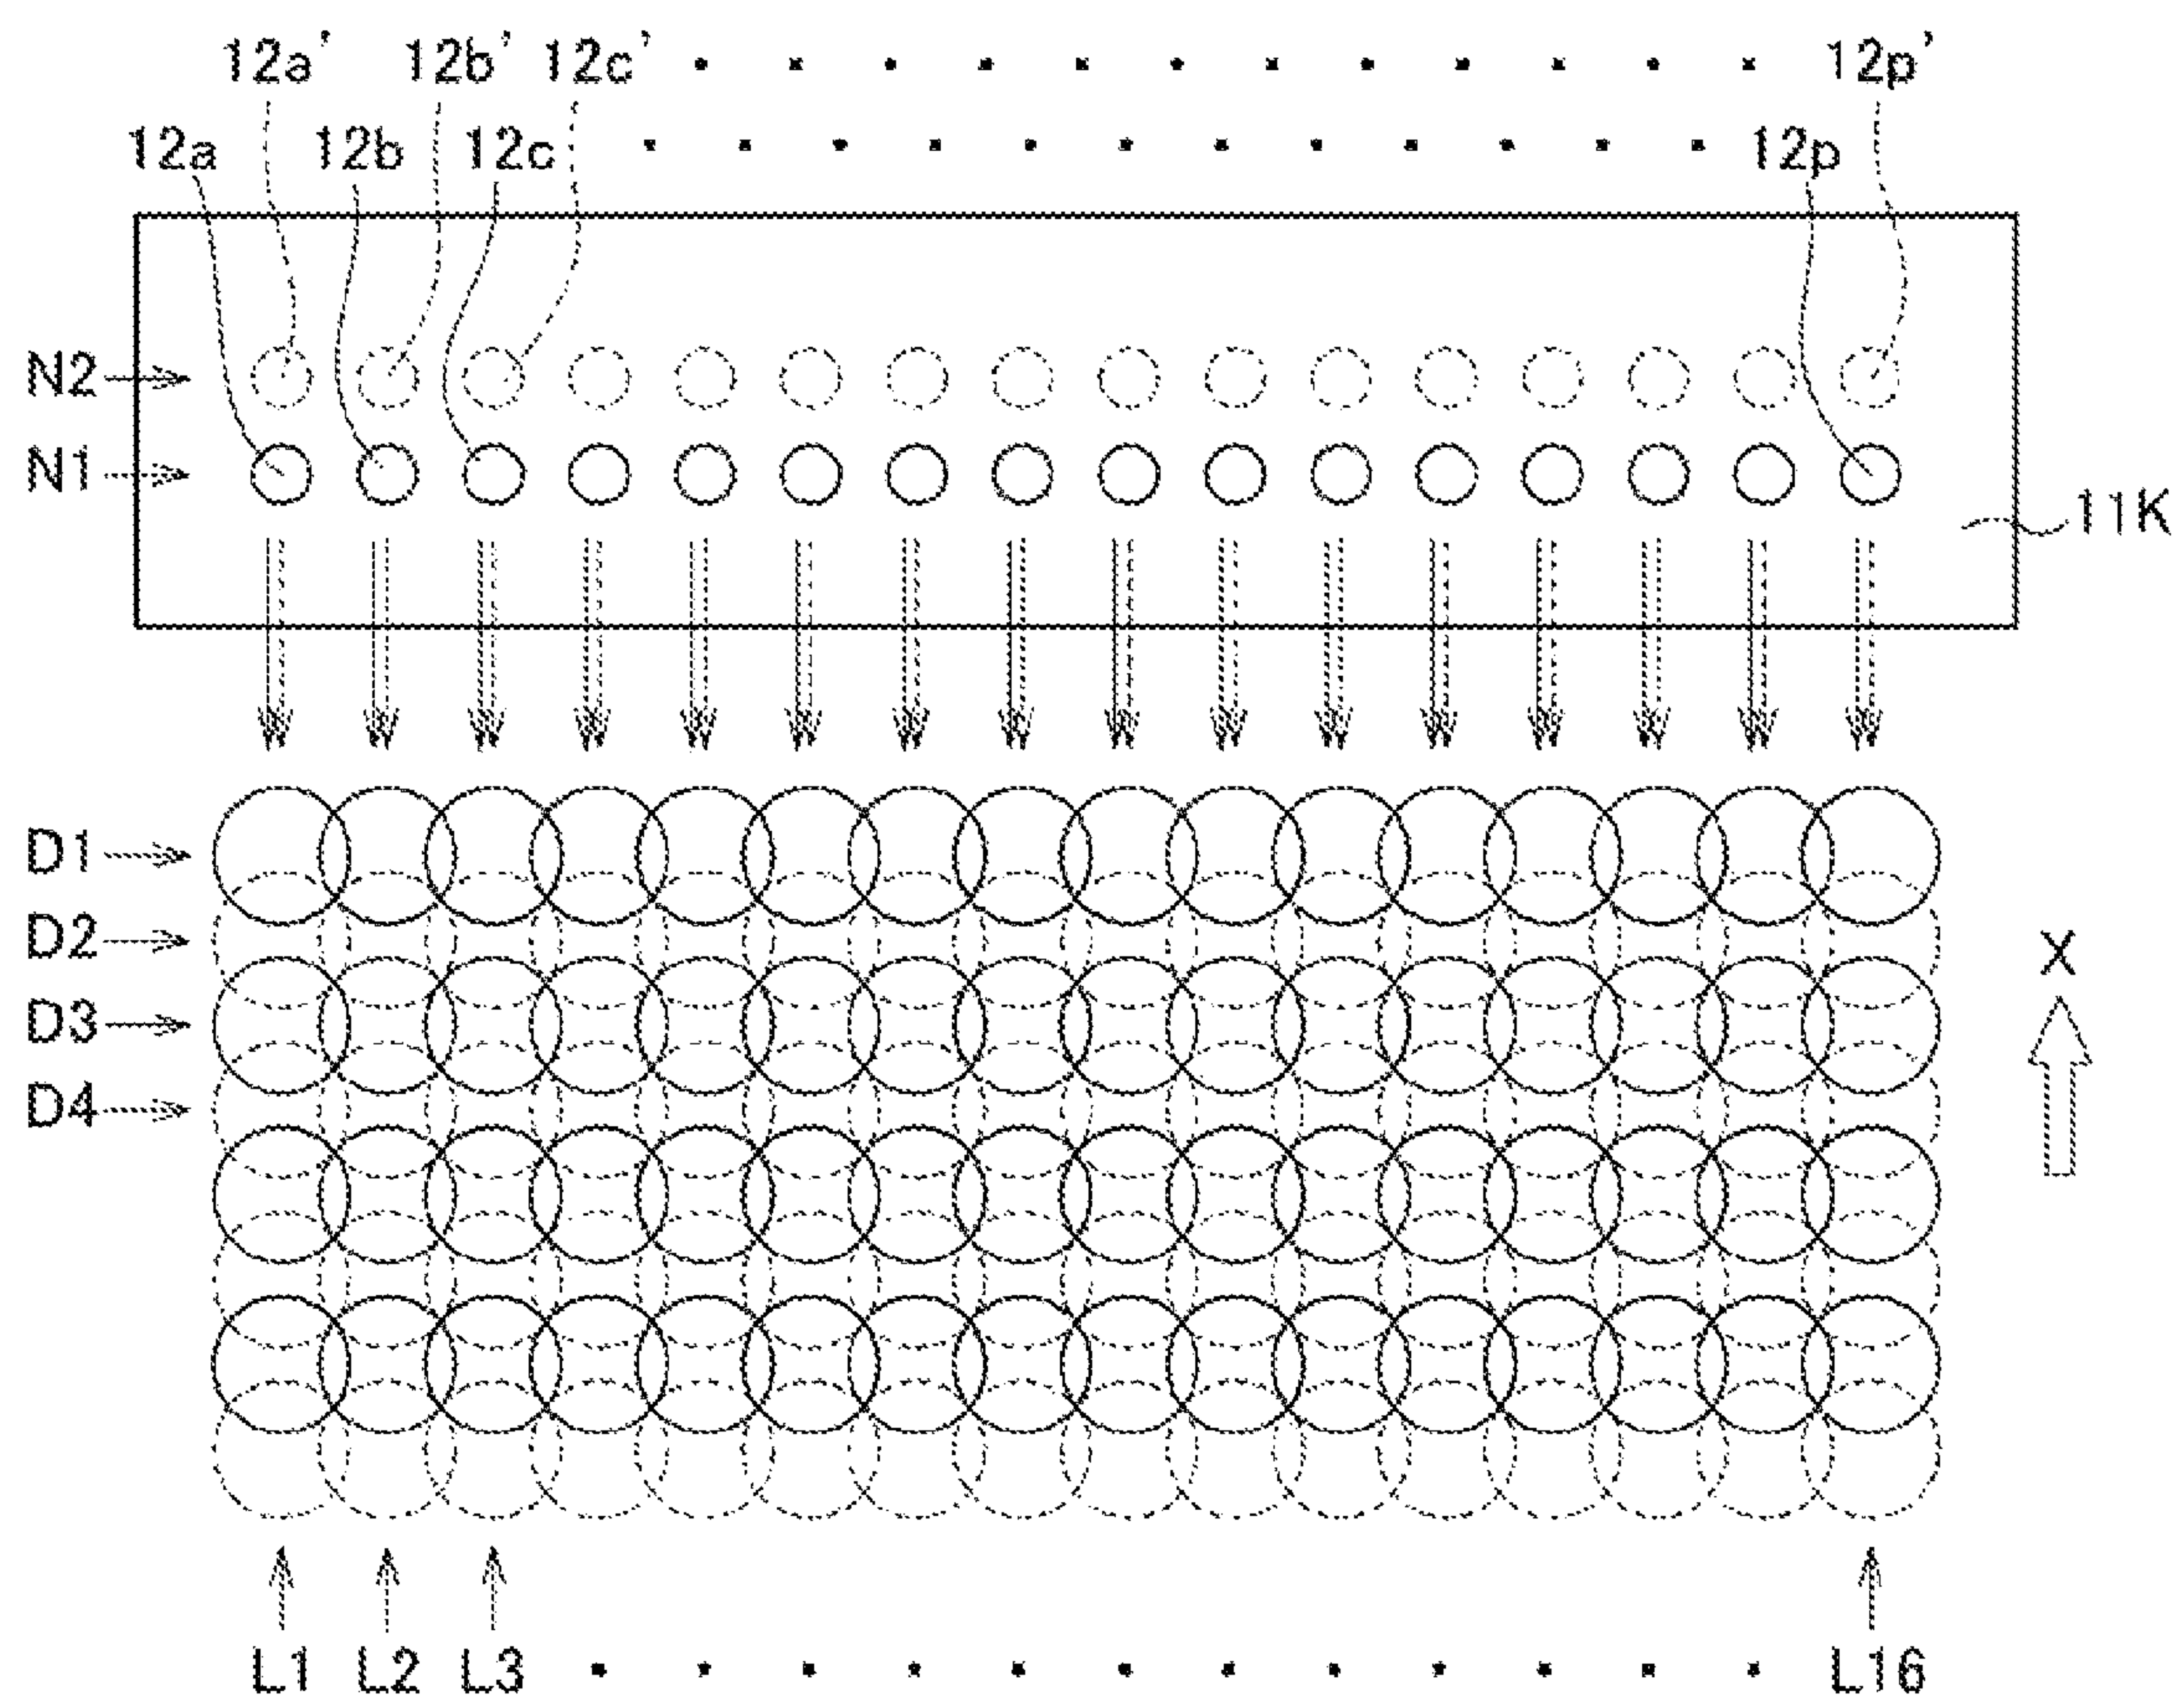 12a' 12b' 12c' · · · · · · · · · · · · 12p'
12a 12b 12c · · · · · · · · · · · · 12p
N2
N1
11K
D1
D2
X
D3
D4
L1 L2 L3 · · · · · · · · · · · · L16